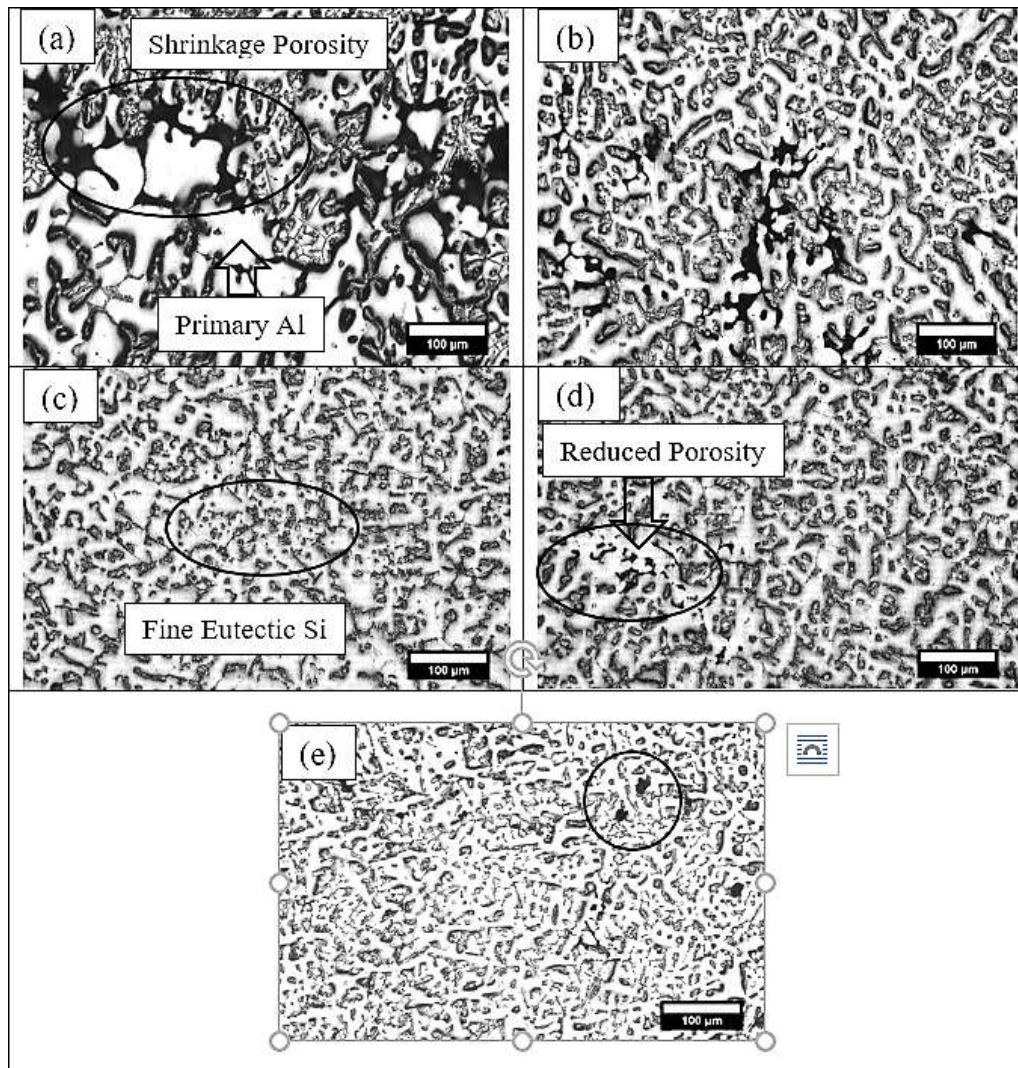 (a)
Shrinkage Porosity
Primary Al
100 µm
(b)
100 µm
(c)
Fine Eutectic Si
100 µm
(d)
Reduced Porosity
100 µm
(e)
100 µm